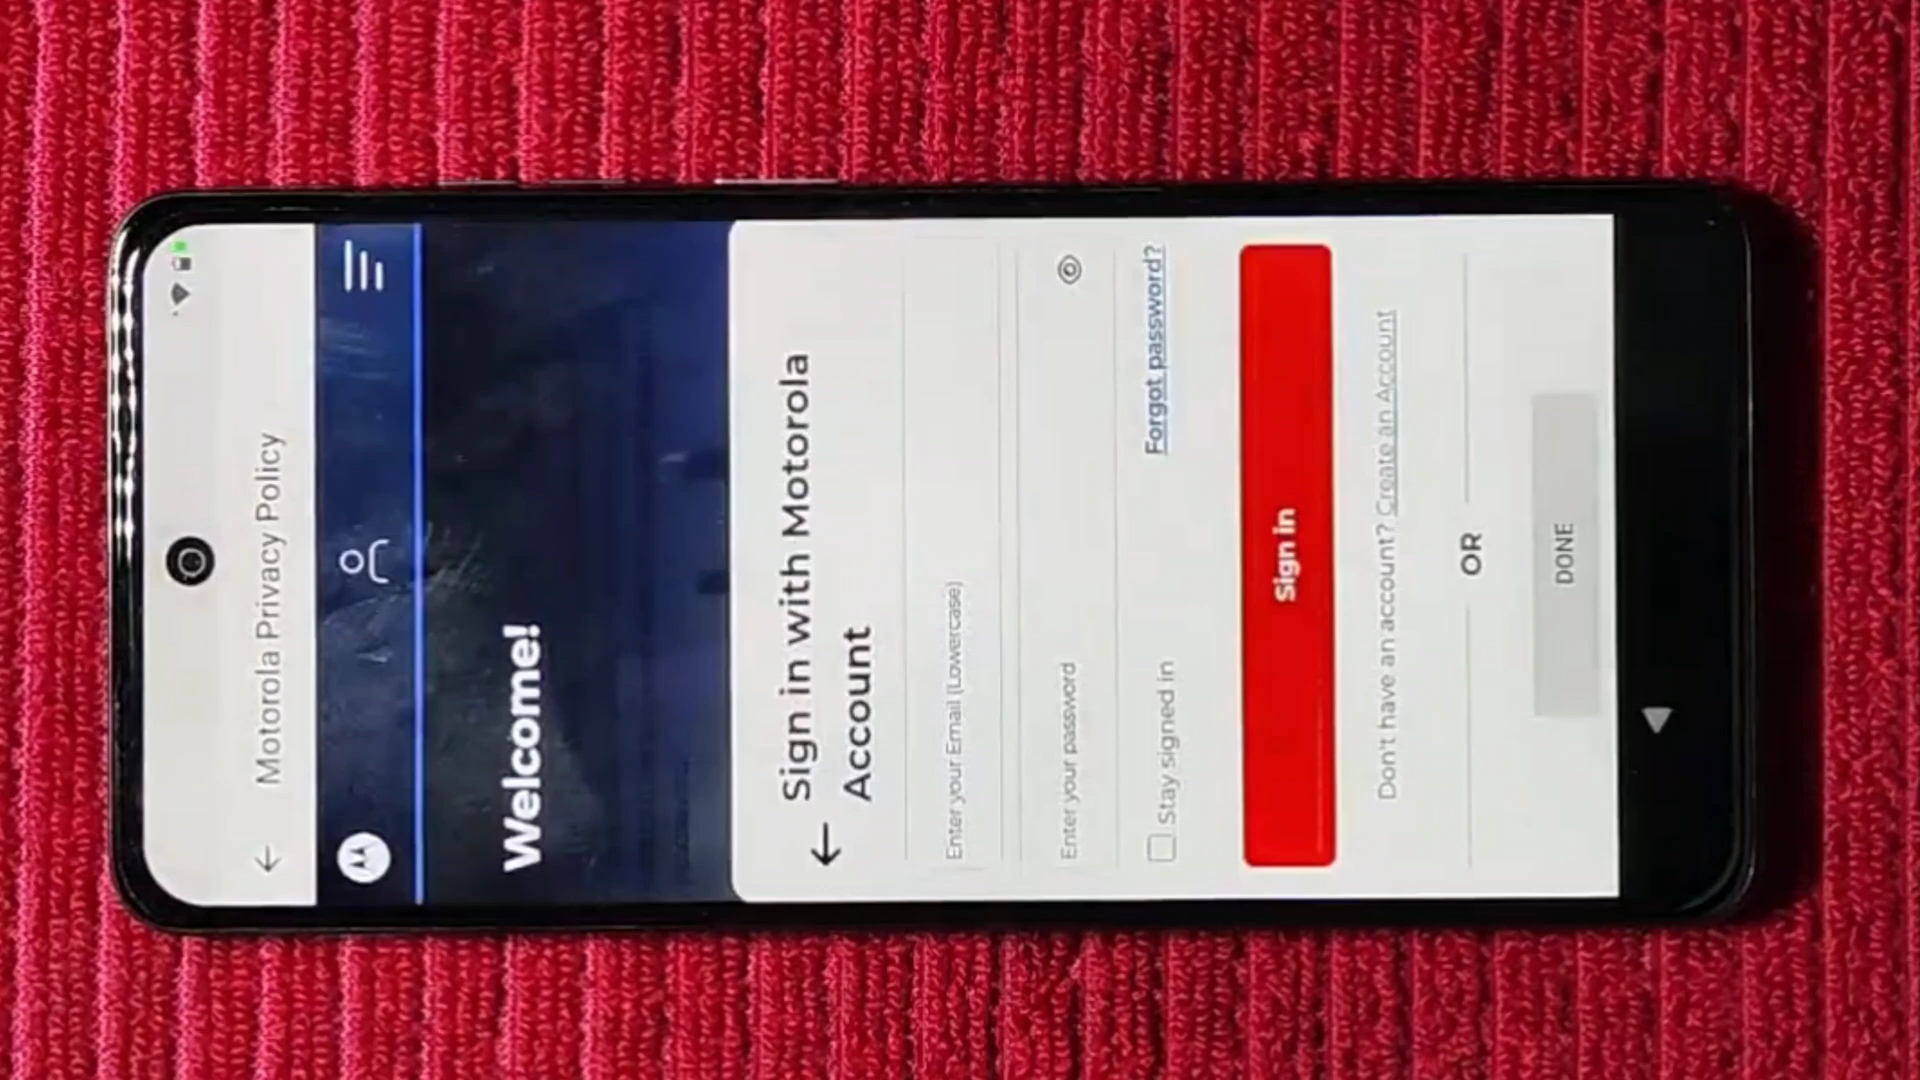 Motorola Privacy Policy
Welcome!
Sign in with Motorola
Account
Enter your Email (Lowercase)
Enter your password
Stay signed in
Forgot password?
Sign in
Don't have an account? Create an Account
OR
DONE